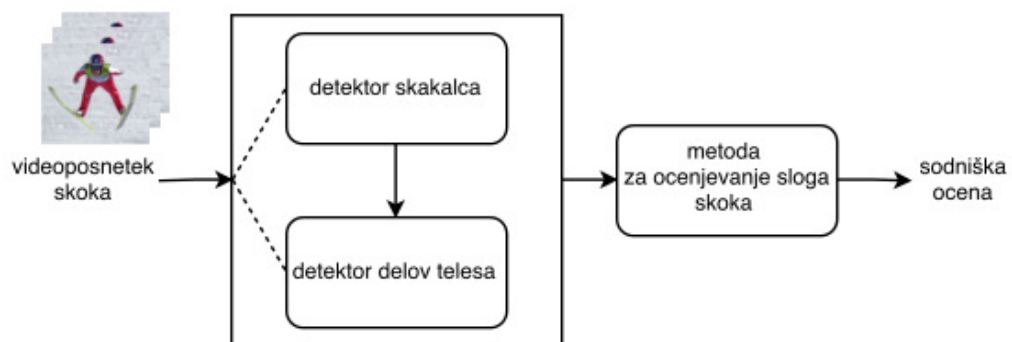 videoposnetek
skoka
detektor skakalca
detektor delov telesa
metoda
za ocenjevanje sloga
skoka
sodniška
ocena